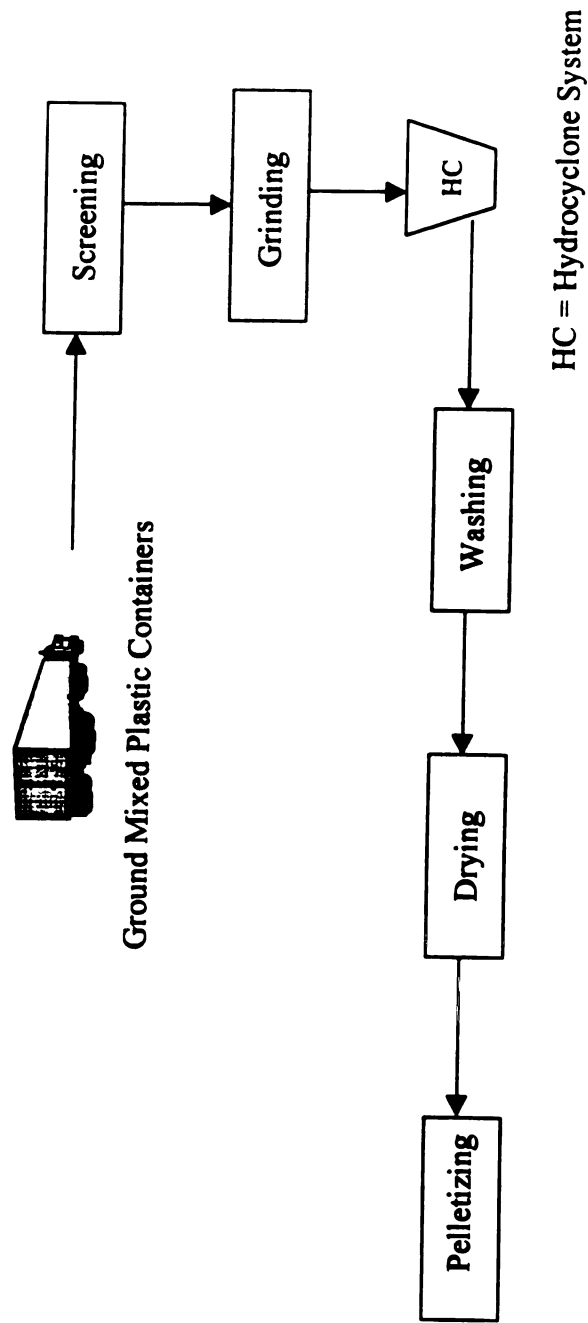 Ground Mixed Plastic Containers
Screening
Grinding
HC
Washing
Drying
Pelletizing
HC = Hydrocyclone System